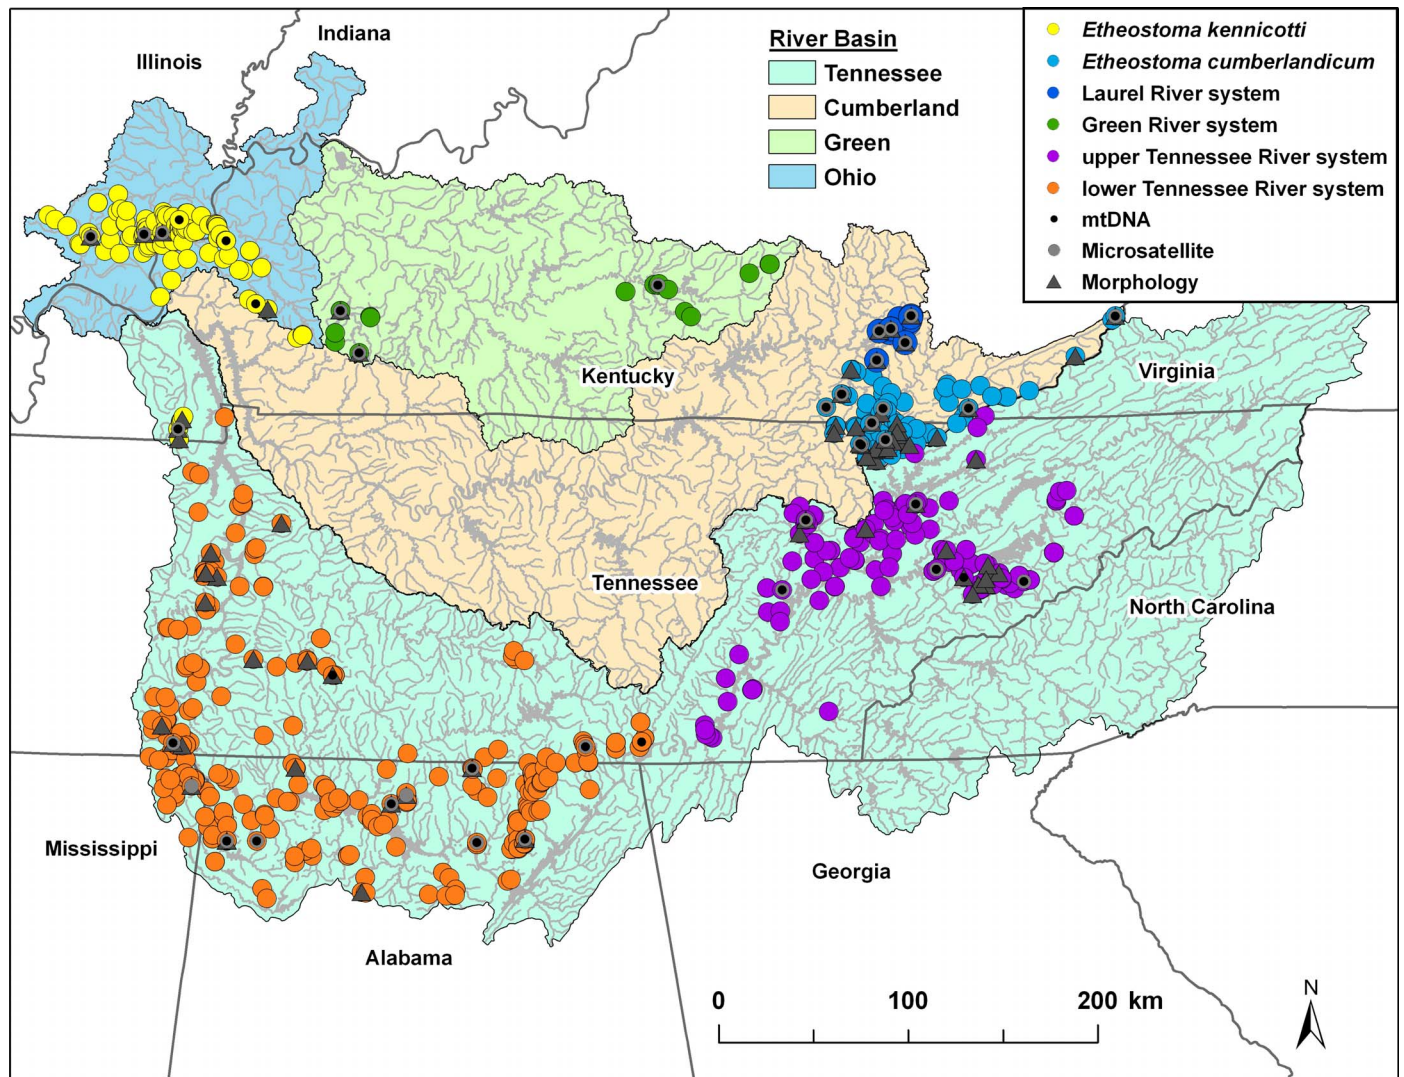 Indiana
Illinois
River Basin
Tennessee
Cumberland
Green
Ohio
Etheostoma kennicotti
Etheostoma cumberlandicum
Laurel River system
Green River system
upper Tennessee River system
lower Tennessee River system
mtDNA
Microsatellite
Morphology
Kentucky
Virginia
Tennessee
North Carolina
Mississippi
Georgia
Alabama
0 100 200 km
N